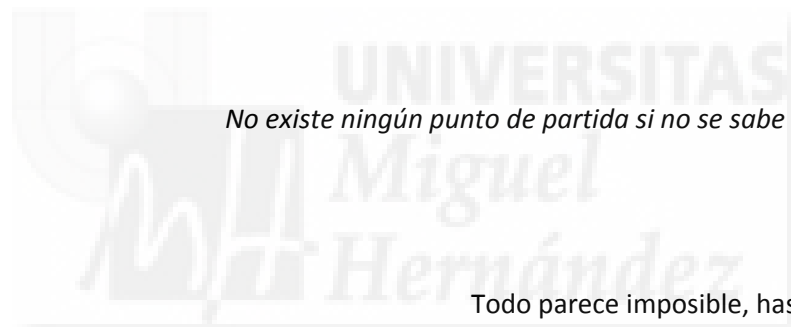 UNIVERSITAS
No existe ningún punto de partida si no se sabe
Miguel
Hernández
Todo parece imposible, has